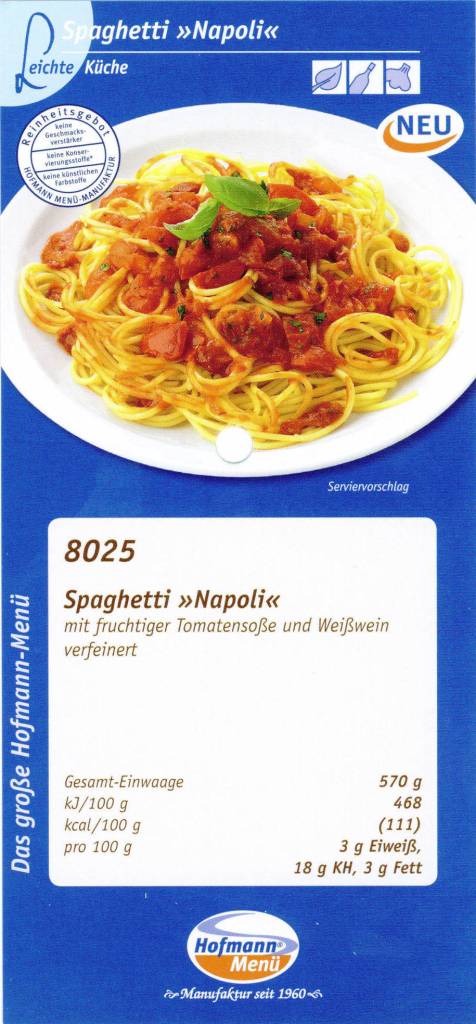 Spaghetti »Napoli«
Leichte Küche
NEU
Reinheitsgebot
keine
Geschmacks-
verstärker
keine Konser-
vierungsstoffe*
keine künstlichen
Farbstoffe
HOFMANN MENÜ-MANUFAKTUR
Serviervorschlag
8025
Spaghetti »Napoli«
mit fruchtiger Tomatensoße und Weißwein
verfeinert
Gesamt-Einwaage 570 g
kJ/100 g 468
kcal/100 g (111)
pro 100 g 3 g Eiweiß,
18 g KH, 3 g Fett
Das große Hofmann-Menü
Hofmann®
Menü
Manufaktur seit 1960